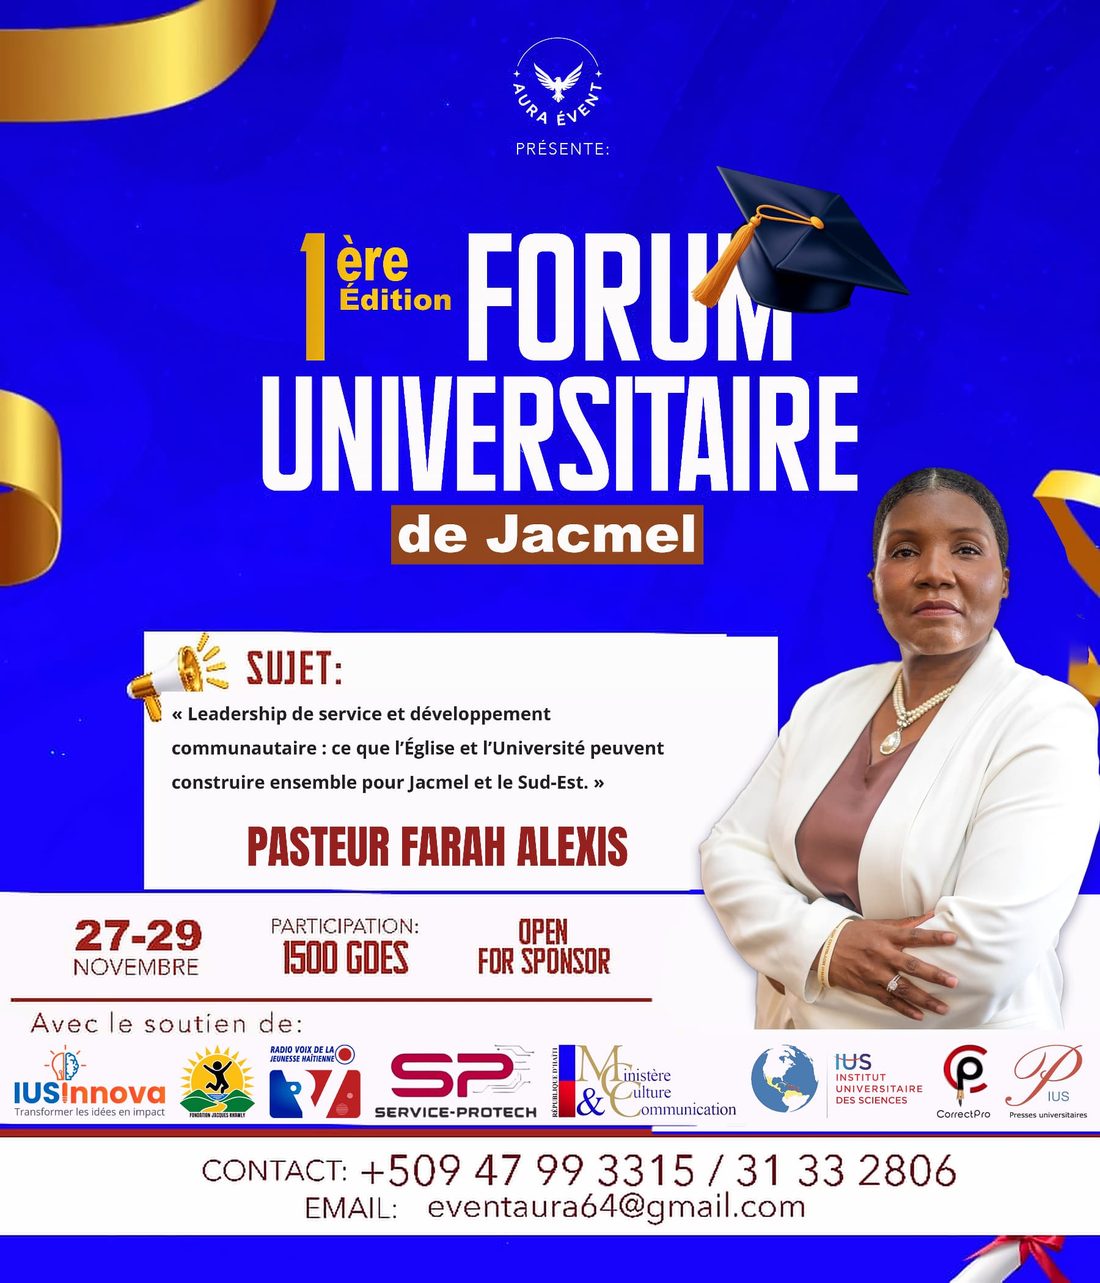 AURA ÉVENT
PRÉSENTE:
1ère
Édition
FORUM
UNIVERSITAIRE
de Jacmel
SUJET:
« Leadership de service et développement
communautaire : ce que l’Église et l’Université peuvent
construire ensemble pour Jacmel et le Sud-Est. »
PASTEUR FARAH ALEXIS
27-29
NOVEMBRE
PARTICIPATION:
1500 GDES
OPEN
FOR SPONSOR
Avec le soutien de:
IUSInnova
Transformer les idées en impact
FONDATION JACQUES RHUMLY
RADIO VOIX DE LA
JEUNESSE HAÏTIENNE
SP
SERVICE-PROTECH
RÉPUBLIQUE D'HAÏTI
Ministère
Culture
& Communication
IUS
INSTITUT
UNIVERSITAIRE
DES SCIENCES
CorrectPro
P
IUS
Presses universitaires
CONTACT: +509 47 99 3315 / 31 33 2806
EMAIL: eventaura64@gmail.com